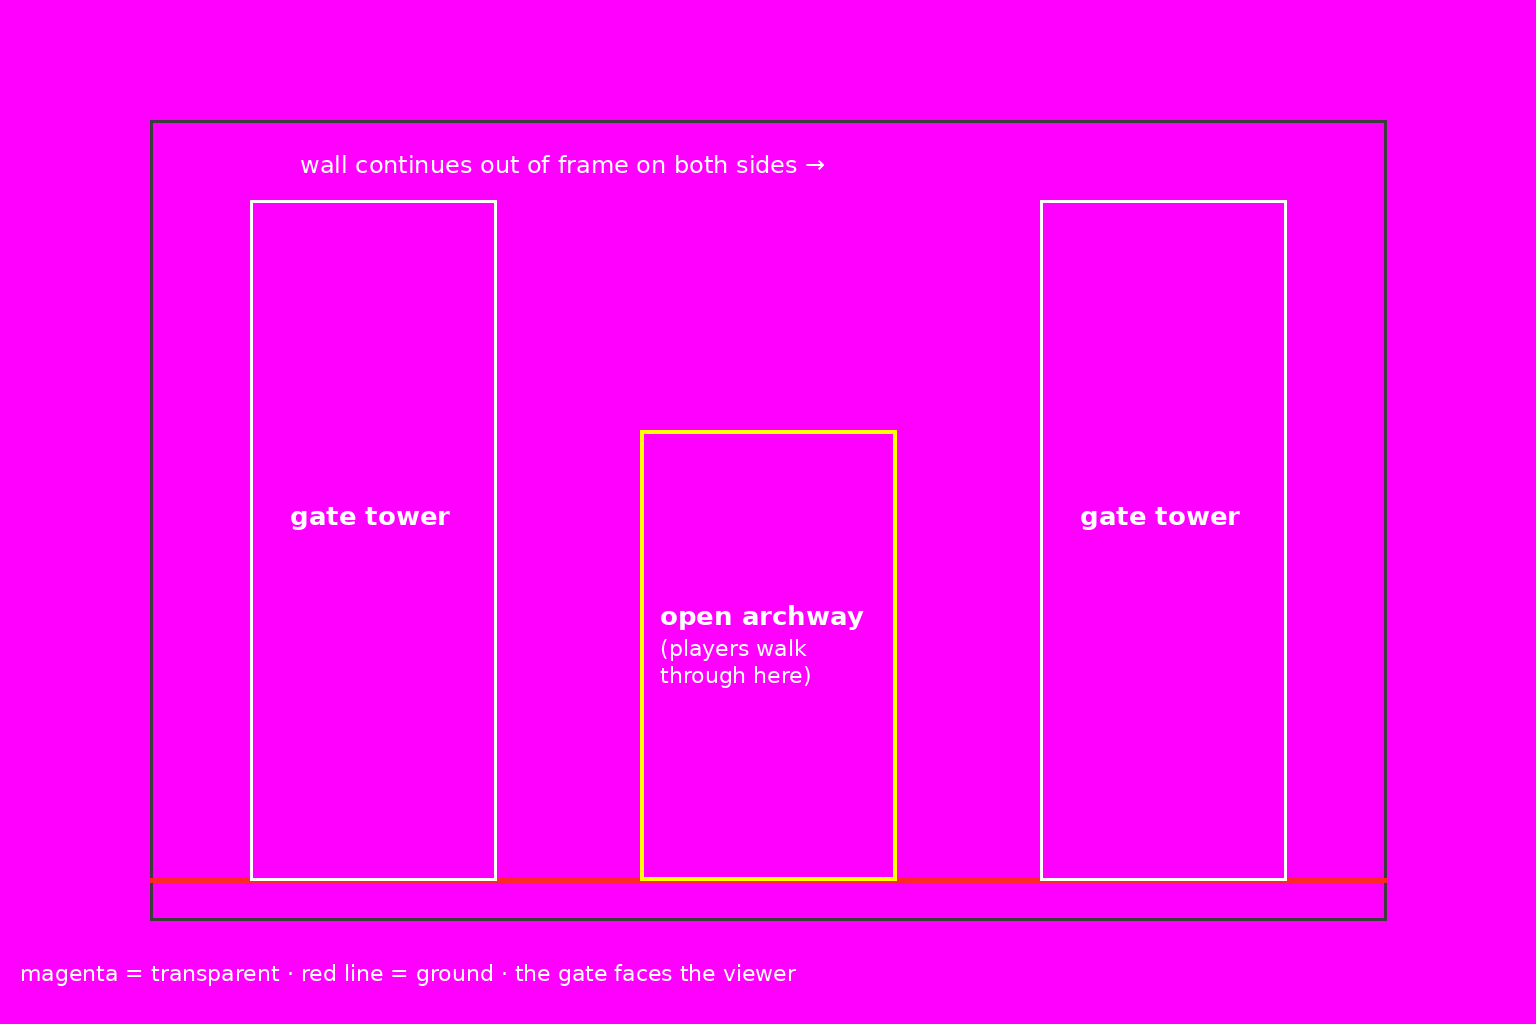 wall continues out of frame on both sides →
gate tower
gate tower
open archway
(players walk
through here)
magenta = transparent · red line = ground · the gate faces the viewer